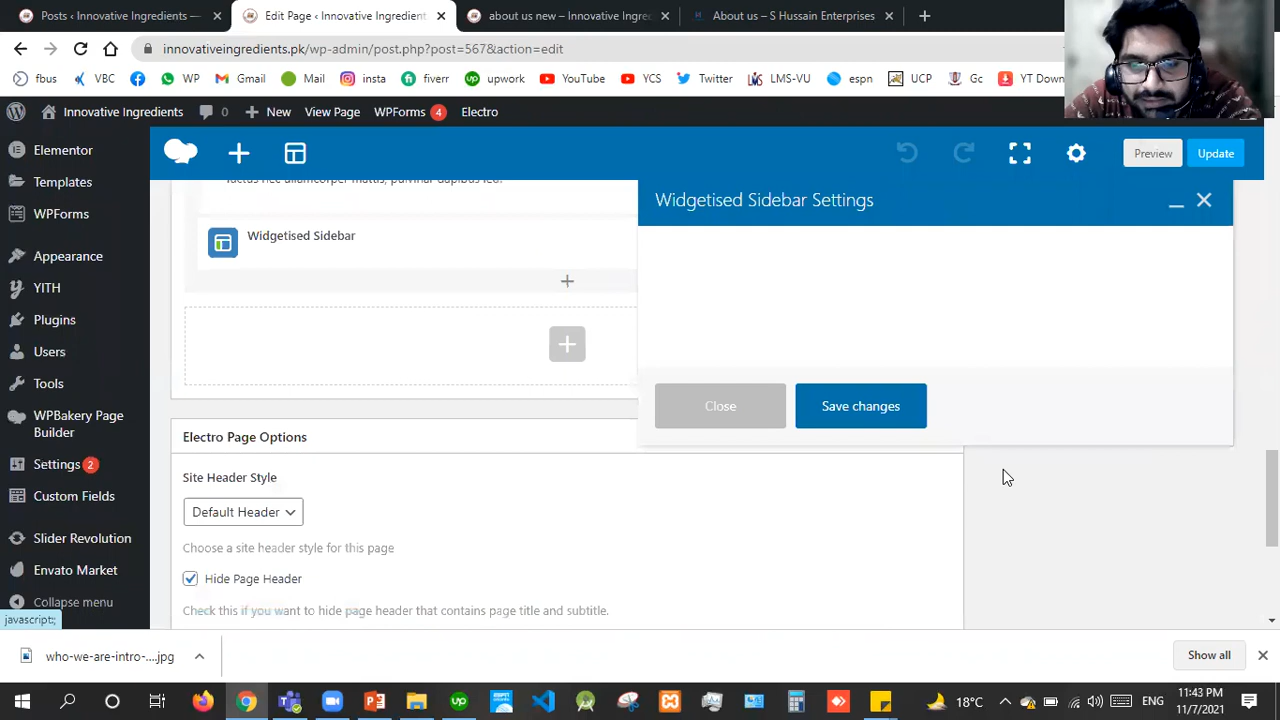 Posts ‹ Innovative Ingredients —
Edit Page ‹ Innovative Ingredient
about us new – Innovative Ingre
About us – S Hussain Enterprises
innovativeingredients.pk/wp-admin/post.php?post=567&action=edit
fbus
VBC
WP
Gmail
Mail
insta
fiverr
upwork
YouTube
YCS
Twitter
LMS-VU
espn
UCP
Gc
YT Down
Innovative Ingredients
0
New
View Page
WPForms 4
Electro
Elementor
Templates
WPForms
Appearance
YITH
Plugins
Users
Tools
WPBakery Page
Builder
Settings 2
Custom Fields
Slider Revolution
Envato Market
Collapse menu
javascript:;
Preview
Update
luctus nec ullamcorper mattis, pulvinar dapibus leo.
Widgetised Sidebar
Widgetised Sidebar Settings
Close
Save changes
Electro Page Options
Site Header Style
Default Header
Choose a site header style for this page
Hide Page Header
Check this if you want to hide page header that contains page title and subtitle.
who-we-are-intro-....jpg
Show all
18°C
ENG
11:43 PM
11/7/2021